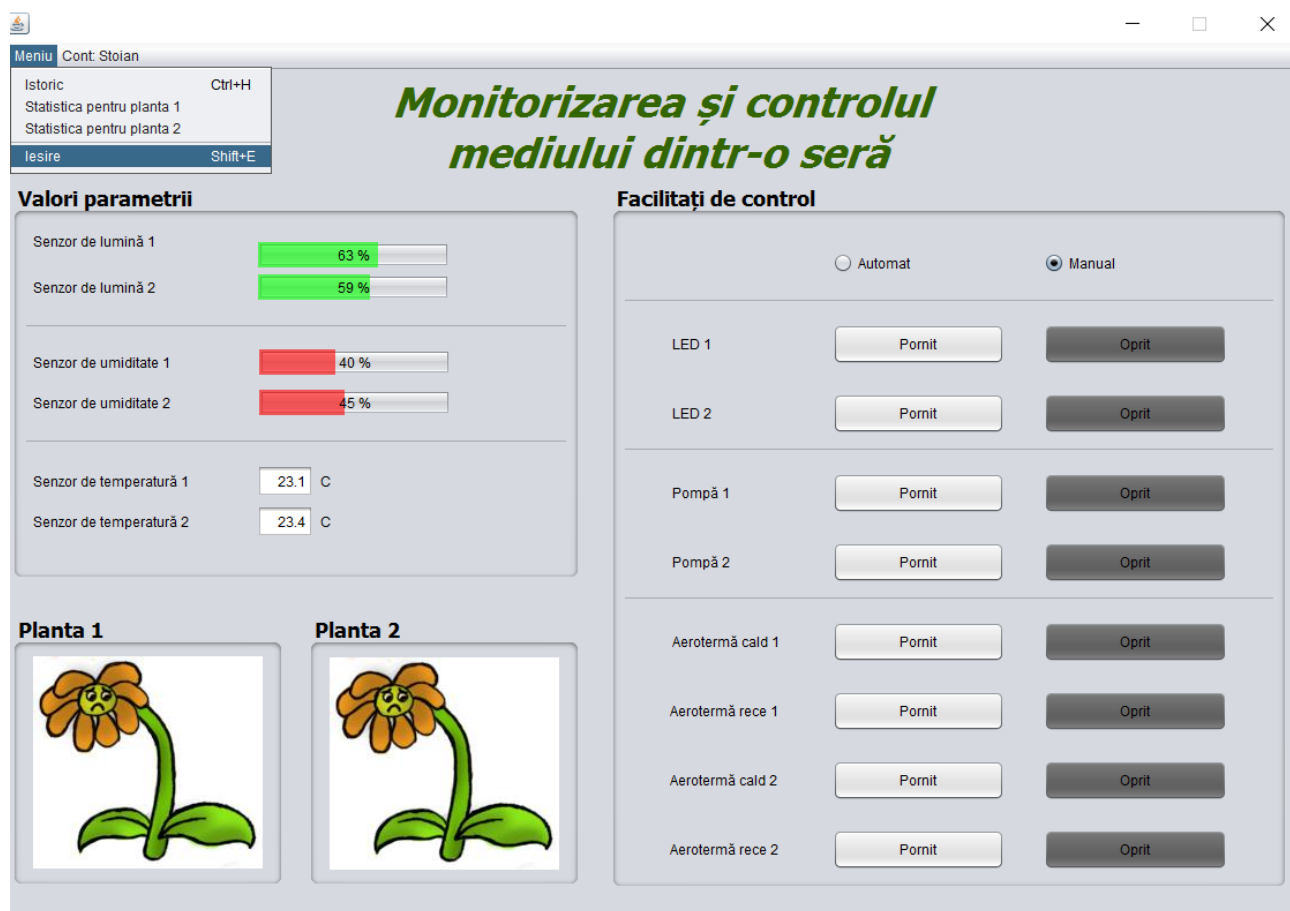 Meniu Cont: Stoian
Istoric Ctrl+H
Statistica pentru planta 1
Statistica pentru planta 2
Iesire Shift+E
Monitorizarea și controlul
mediului dintr-o seră
Valori parametrii
Senzor de lumină 1 63 %
Senzor de lumină 2 59 %
Senzor de umiditate 1 40 %
Senzor de umiditate 2 45 %
Senzor de temperatură 1 23.1 C
Senzor de temperatură 2 23.4 C
Planta 1 Planta 2
Facilitați de control
Automat Manual
LED 1 Pornit Oprit
LED 2 Pornit Oprit
Pompă 1 Pornit Oprit
Pompă 2 Pornit Oprit
Aerotermă cald 1 Pornit Oprit
Aerotermă rece 1 Pornit Oprit
Aerotermă cald 2 Pornit Oprit
Aerotermă rece 2 Pornit Oprit